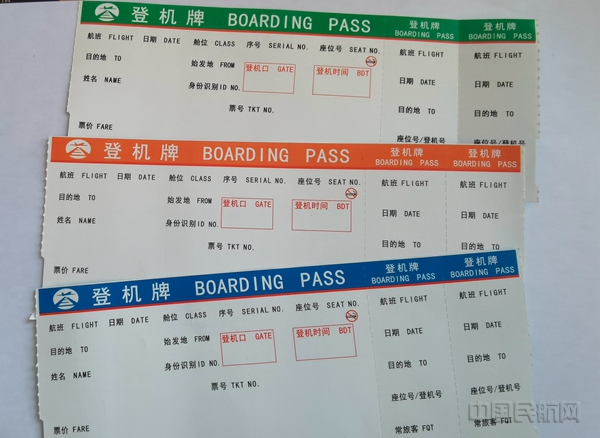 登机牌 BOARDING PASS
登机牌
BOARDING PASS
登机牌
BOARDING PASS
航班 FLIGHT 日期 DATE 舱位 CLASS 序号 SERIAL NO. 座位号 SEAT NO.
航班 FLIGHT
航班 FLIGHT
目的地 TO 始发地 FROM 登机口 GATE 登机时间 BDT
日期 DATE
日期 DATE
姓名 NAME 身份识别ID NO.
目的地 TO
目的地 TO
票号 TKT NO.
票价 FARE
座位号/登机号
座位号/登机号
登机牌 BOARDING PASS
登机牌
BOARDING PASS
登机牌
BOARDING PASS
航班 FLIGHT 日期 DATE 舱位 CLASS 序号 SERIAL NO. 座位号 SEAT NO.
航班 FLIGHT
航班 FLIGHT
目的地 TO 始发地 FROM 登机口 GATE 登机时间 BDT
日期 DATE
日期 DATE
姓名 NAME 身份识别ID NO.
目的地 TO
目的地 TO
票号 TKT NO.
票价 FARE
登机牌 BOARDING PASS
登机牌
BOARDING PASS
登机牌
BOARDING PASS
航班 FLIGHT 日期 DATE 舱位 CLASS 序号 SERIAL NO. 座位号 SEAT NO.
航班 FLIGHT
航班 FLIGHT
目的地 TO 始发地 FROM 登机口 GATE 登机时间 BDT
日期 DATE
日期 DATE
姓名 NAME 身份识别ID NO.
目的地 TO
目的地 TO
票号 TKT NO.
座位号/登机号
座位号/登机号
票价 FARE
常旅客 FQT
常旅客 FQT
中国民航网